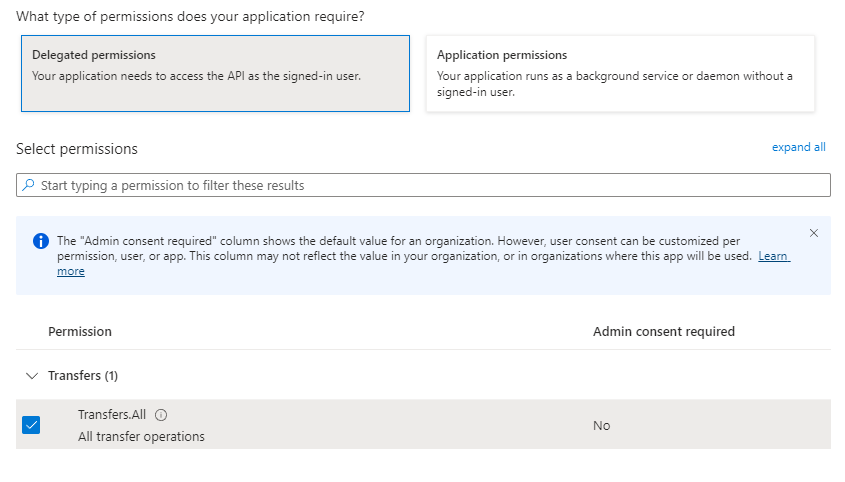 What type of permissions does your application require?
Delegated permissions
Your application needs to access the API as the signed-in user.
Application permissions
Your application runs as a background service or daemon without a
signed-in user.
Select permissions
expand all
Start typing a permission to filter these results
The "Admin consent required" column shows the default value for an organization. However, user consent can be customized per
permission, user, or app. This column may not reflect the value in your organization, or in organizations where this app will be used. Learn
more
Permission
Admin consent required
Transfers (1)
Transfers.All
All transfer operations
No